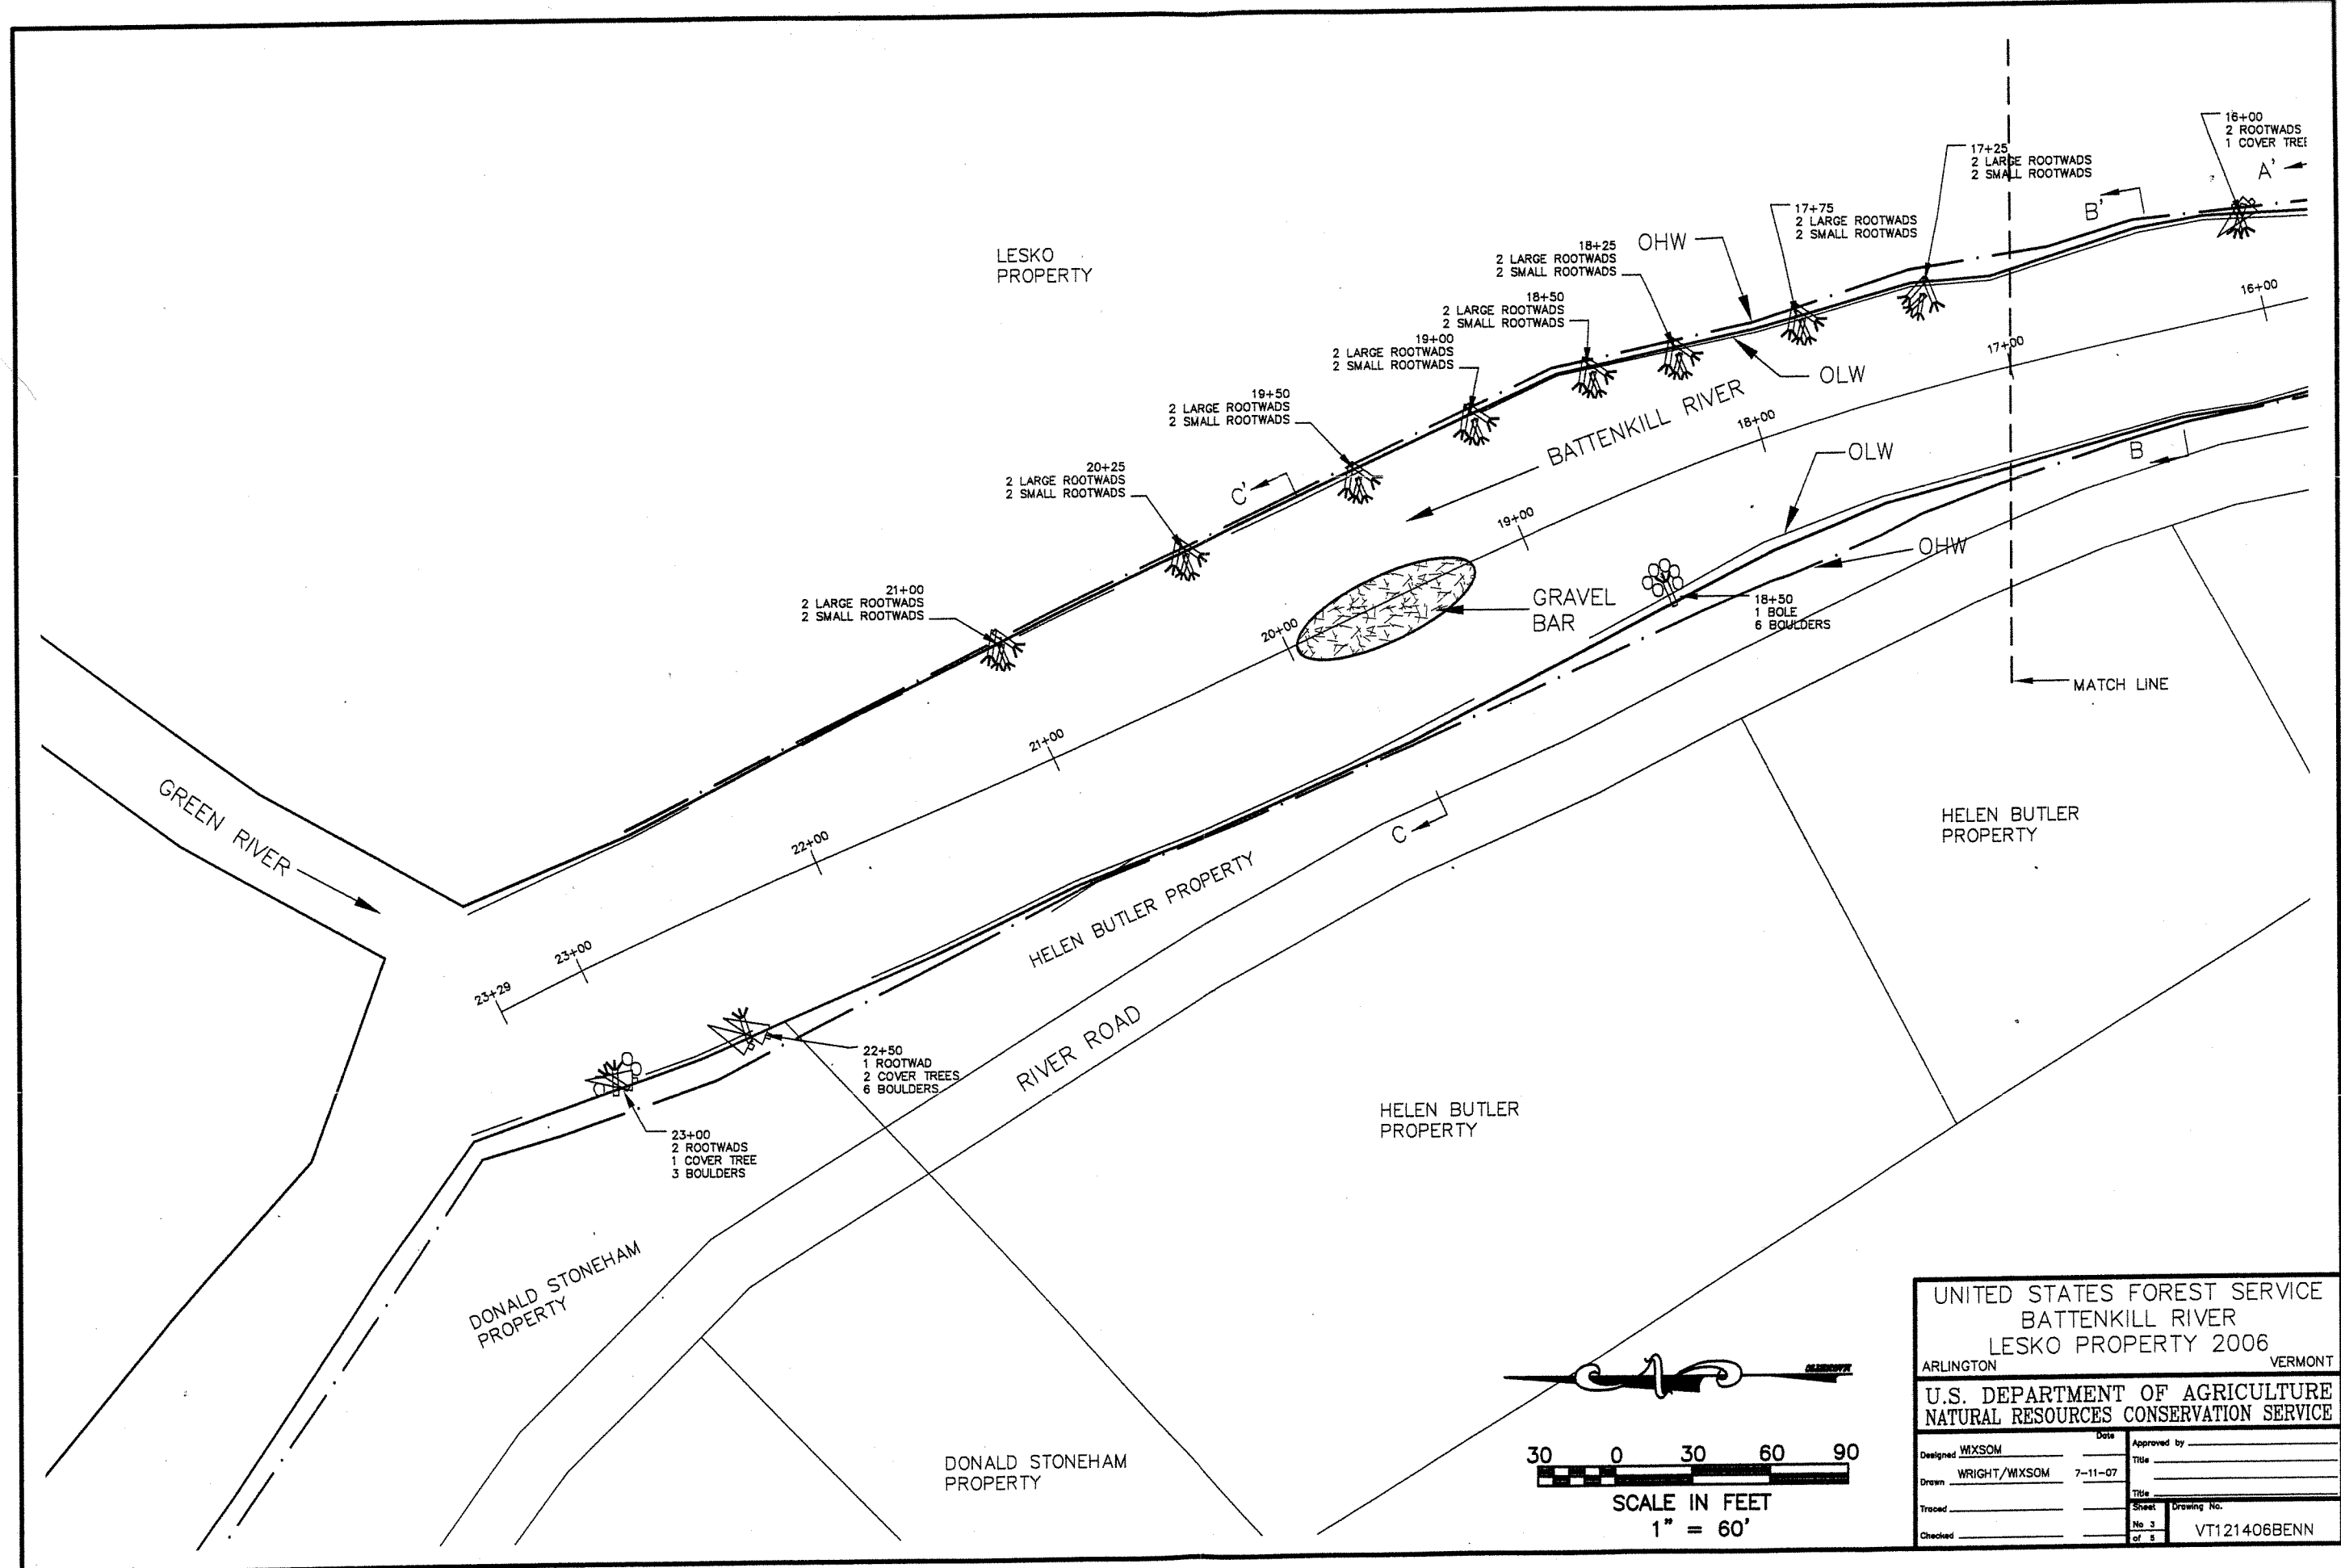 16+00
2 ROOTWADS
1 COVER TREE
A'
17+25
2 LARGE ROOTWADS
2 SMALL ROOTWADS
B'
17+75
2 LARGE ROOTWADS
2 SMALL ROOTWADS
OHW
18+25
2 LARGE ROOTWADS
2 SMALL ROOTWADS
LESKO
PROPERTY
18+50
2 LARGE ROOTWADS
2 SMALL ROOTWADS
16+00
19+00
2 LARGE ROOTWADS
2 SMALL ROOTWADS
17+00
OLW
19+50
2 LARGE ROOTWADS
2 SMALL ROOTWADS
BATTENKILL RIVER
18+00
OLW
B
20+25
2 LARGE ROOTWADS
2 SMALL ROOTWADS
C'
19+00
OHW
21+00
2 LARGE ROOTWADS
2 SMALL ROOTWADS
GRAVEL
BAR
18+50
1 BOLE
6 BOULDERS
20+00
MATCH LINE
21+00
GREEN RIVER
22+00
C
HELEN BUTLER
PROPERTY
HELEN BUTLER PROPERTY
23+00
23+29
RIVER ROAD
22+50
1 ROOTWAD
2 COVER TREES
6 BOULDERS
23+00
2 ROOTWADS
1 COVER TREE
3 BOULDERS
HELEN BUTLER
PROPERTY
DONALD STONEHAM
PROPERTY
DONALD STONEHAM
PROPERTY
30 0 30 60 90
SCALE IN FEET
1" = 60'
UNITED STATES FOREST SERVICE
BATTENKILL RIVER
LESKO PROPERTY 2006
ARLINGTON VERMONT
U.S. DEPARTMENT OF AGRICULTURE
NATURAL RESOURCES CONSERVATION SERVICE
Date
Designed WIXSOM
Drawn WRIGHT/WIXSOM 7-11-07
Traced
Checked
Approved by
Title
Title
Sheet
No 3
of 5
Drawing No.
VT121406BENN